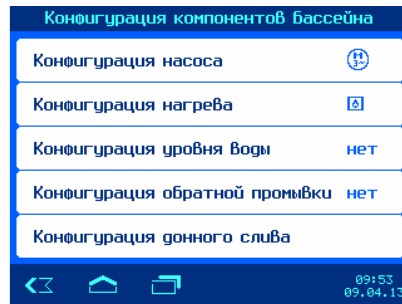 Конфигурация компонентов бассейна
Конфигурация насоса
M
3~
Конфигурация нагрева
Конфигурация уровня воды нет
Конфигурация обратной промывки нет
Конфигурация донного слива
09:53
09.04.13